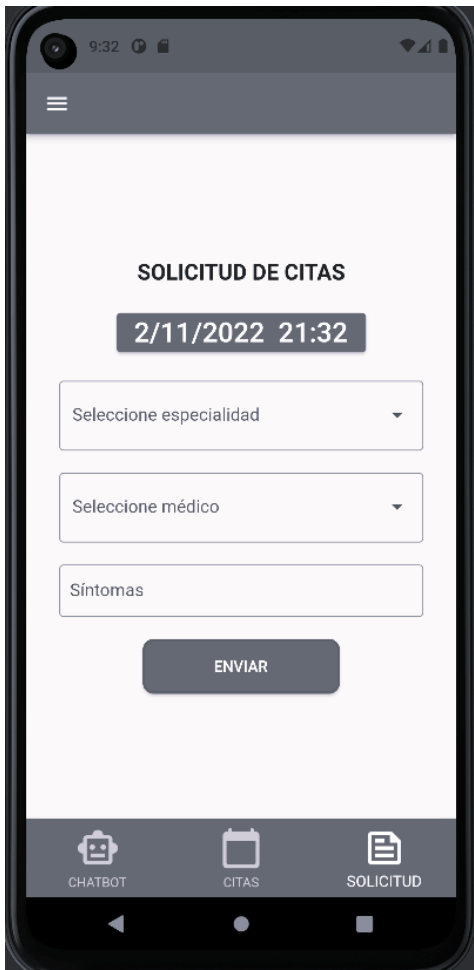 9:32
SOLICITUD DE CITAS
2/11/2022 21:32
Seleccione especialidad
Seleccione médico
Síntomas
ENVIAR
CHATBOT CITAS SOLICITUD